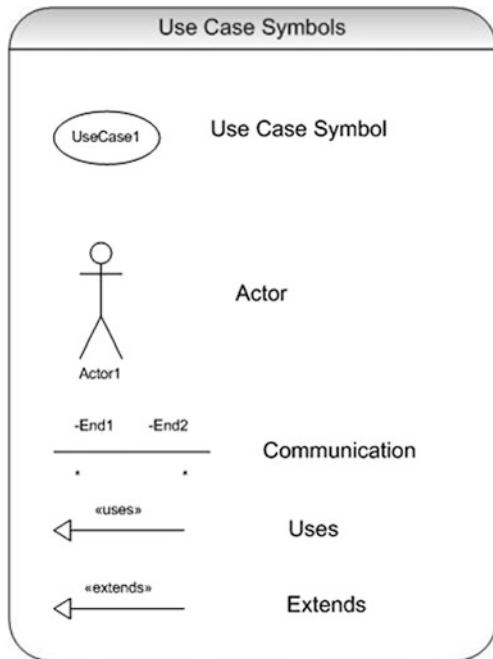 Use Case Symbols
UseCase1
Use Case Symbol
Actor
Actor1
-End1 -End2
Communication
* *
«uses»
Uses
«extends»
Extends